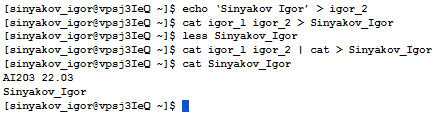 [sinyakov_igor@vpsj3IeQ ~]$ echo ‘Sinyakov Igor’ > igor_2
[sinyakov_igor@vpsj3IeQ ~]$ cat igor_1 igor_2 > Sinyakov_Igor
[sinyakov_igor@vpsj3IeQ ~]$ less Sinyakov_Igor
[sinyakov_igor@vpsj3IeQ ~]$ cat igor_1 igor_2 | cat > Sinyakov_Igor
[sinyakov_igor@vpsj3IeQ ~]$ cat Sinyakov_Igor
AI203 22.03
Sinyakov_Igor
[sinyakov_igor@vpsj3IeQ ~]$